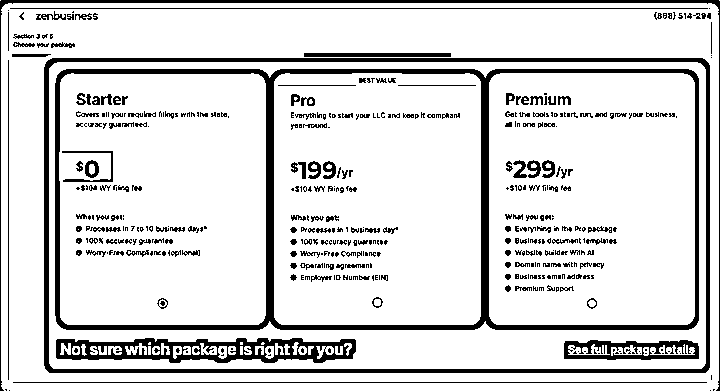 zenbusiness
(888) 514-294
Section 3 of 5
Choose your package
Starter
Covers all your required filings with the state,
accuracy guaranteed.
$0
+$104 WY filing fee
What you get:
Processes in 7 to 10 business days*
100% accuracy guarantee
Worry-Free Compliance (optional)
BEST VALUE
Pro
Everything to start your LLC and keep it compliant
year-round.
$199/yr
+$104 WY filing fee
What you get:
Processes in 1 business day*
100% accuracy guarantee
Worry-Free Compliance
Operating agreement
Employer ID Number (EIN)
Premium
Get the tools to start, run, and grow your business,
all in one place.
$299/yr
+$104 WY filing fee
What you get:
Everything in the Pro package
Business document templates
Website builder With AI
Domain name with privacy
Business email address
Premium Support
Not sure which package is right for you?
See full package details